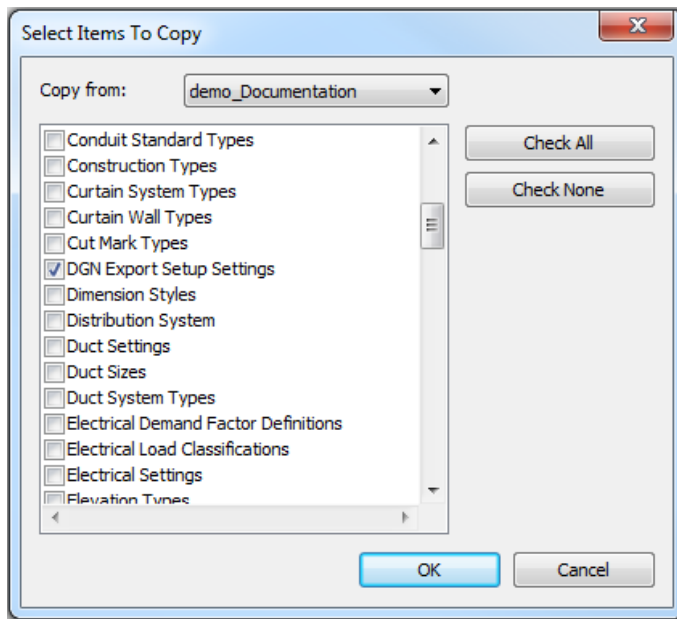 Select Items To Copy
Copy from: demo_Documentation
Conduit Standard Types
Construction Types
Curtain System Types
Curtain Wall Types
Cut Mark Types
DGN Export Setup Settings
Dimension Styles
Distribution System
Duct Settings
Duct Sizes
Duct System Types
Electrical Demand Factor Definitions
Electrical Load Classifications
Electrical Settings
Elevation Types
Check All
Check None
OK Cancel